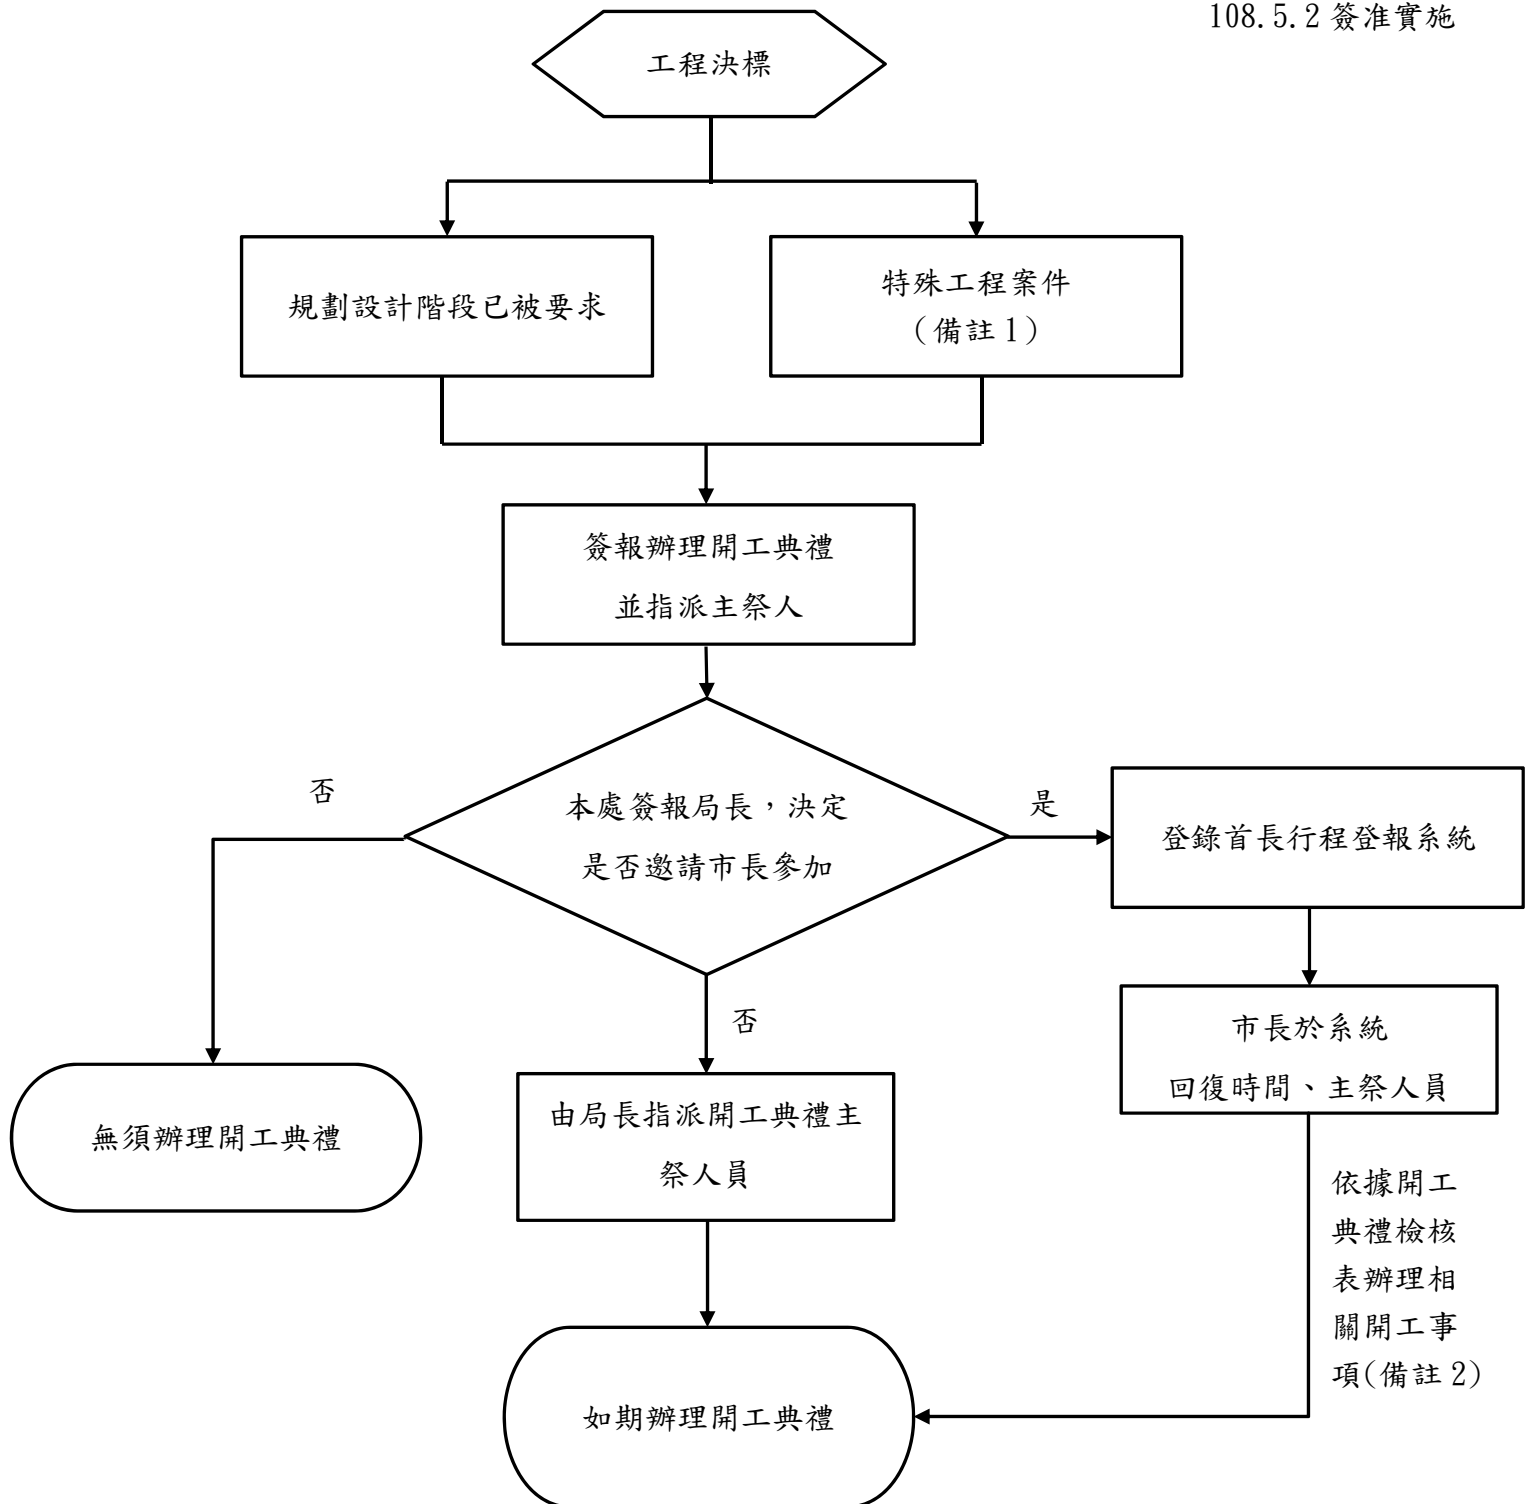 108.5.2 簽准實施
工程決標
規劃設計階段已被要求
特殊工程案件
（備註1）
簽報辦理開工典禮
並指派主祭人
否
本處簽報局長，決定
是否邀請市長參加
是
登錄首長行程登報系統
市長於系統
回復時間、主祭人員
否
無須辦理開工典禮
由局長指派開工典禮主
祭人員
依據開工
典禮檢核
表辦理相
關開工事
項(備註2)
如期辦理開工典禮